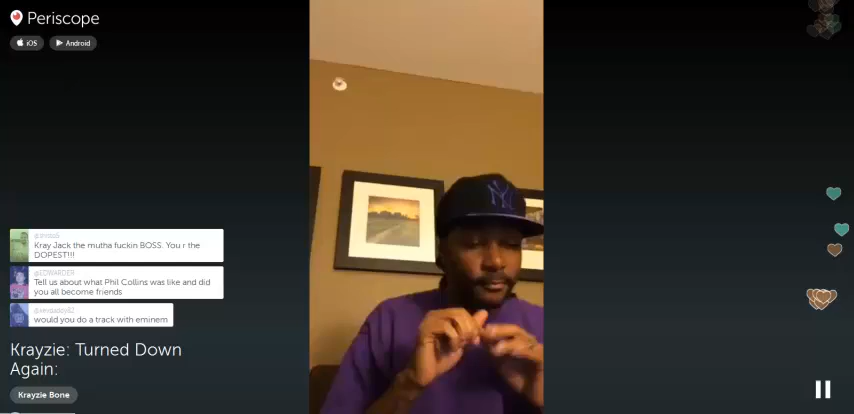 Periscope
iOS
Android
Kray Jack the mutha fuckin BOSS. You r the
DOPEST!!!
@EDWARDER
Tell us about what Phil Collins was like and did
you all become friends
would you do a track with eminem
Krayzie: Turned Down
Again:
Krayzie Bone
NY